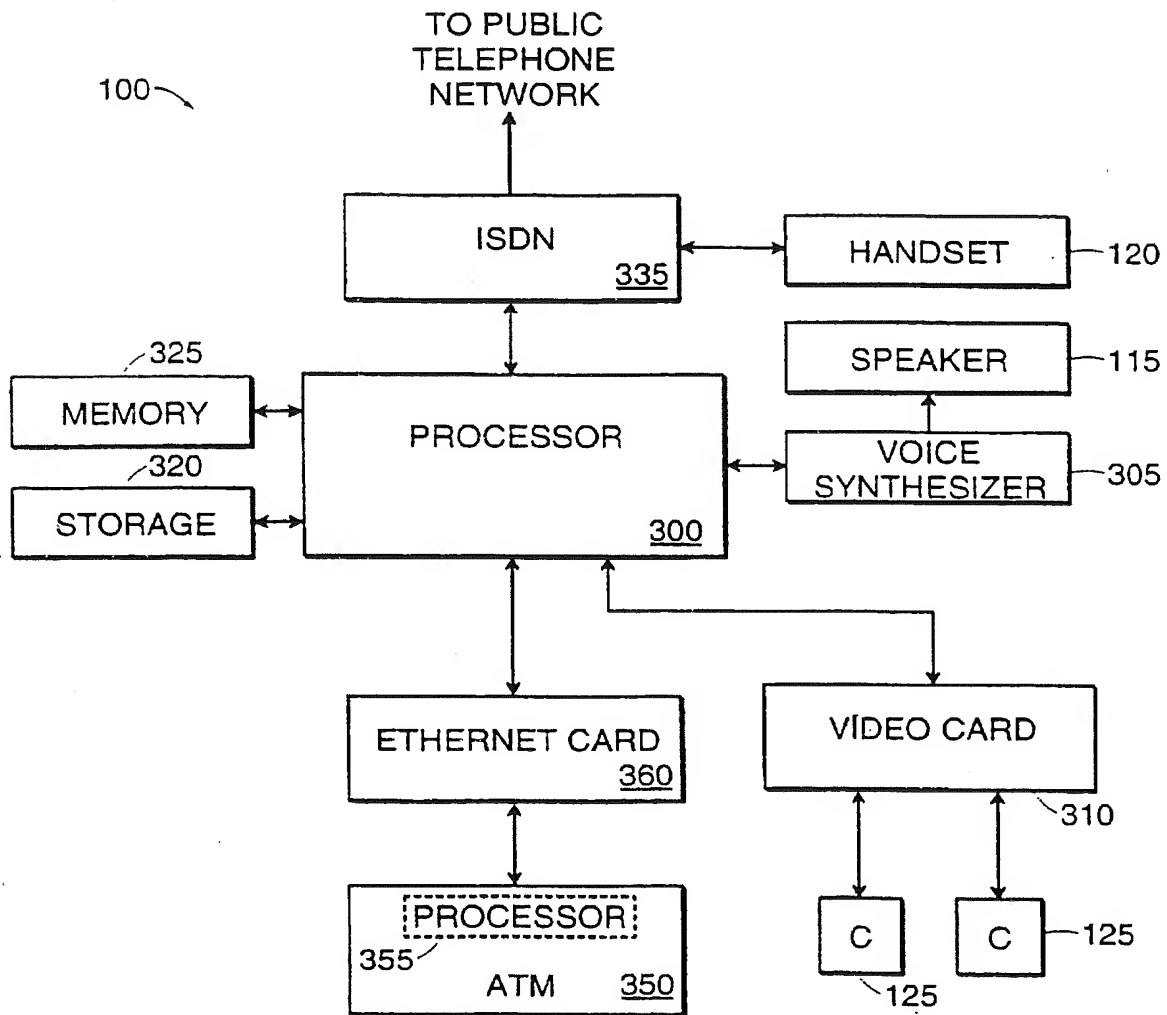 TO PUBLIC
TELEPHONE
NETWORK
100
ISDN
335
HANDSET
120
SPEAKER
115
325
MEMORY
PROCESSOR
300
VOICE
SYNTHESIZER
305
320
STORAGE
ETHERNET CARD
360
VIDEO CARD
310
PROCESSOR
355
ATM
350
C
125
C
125